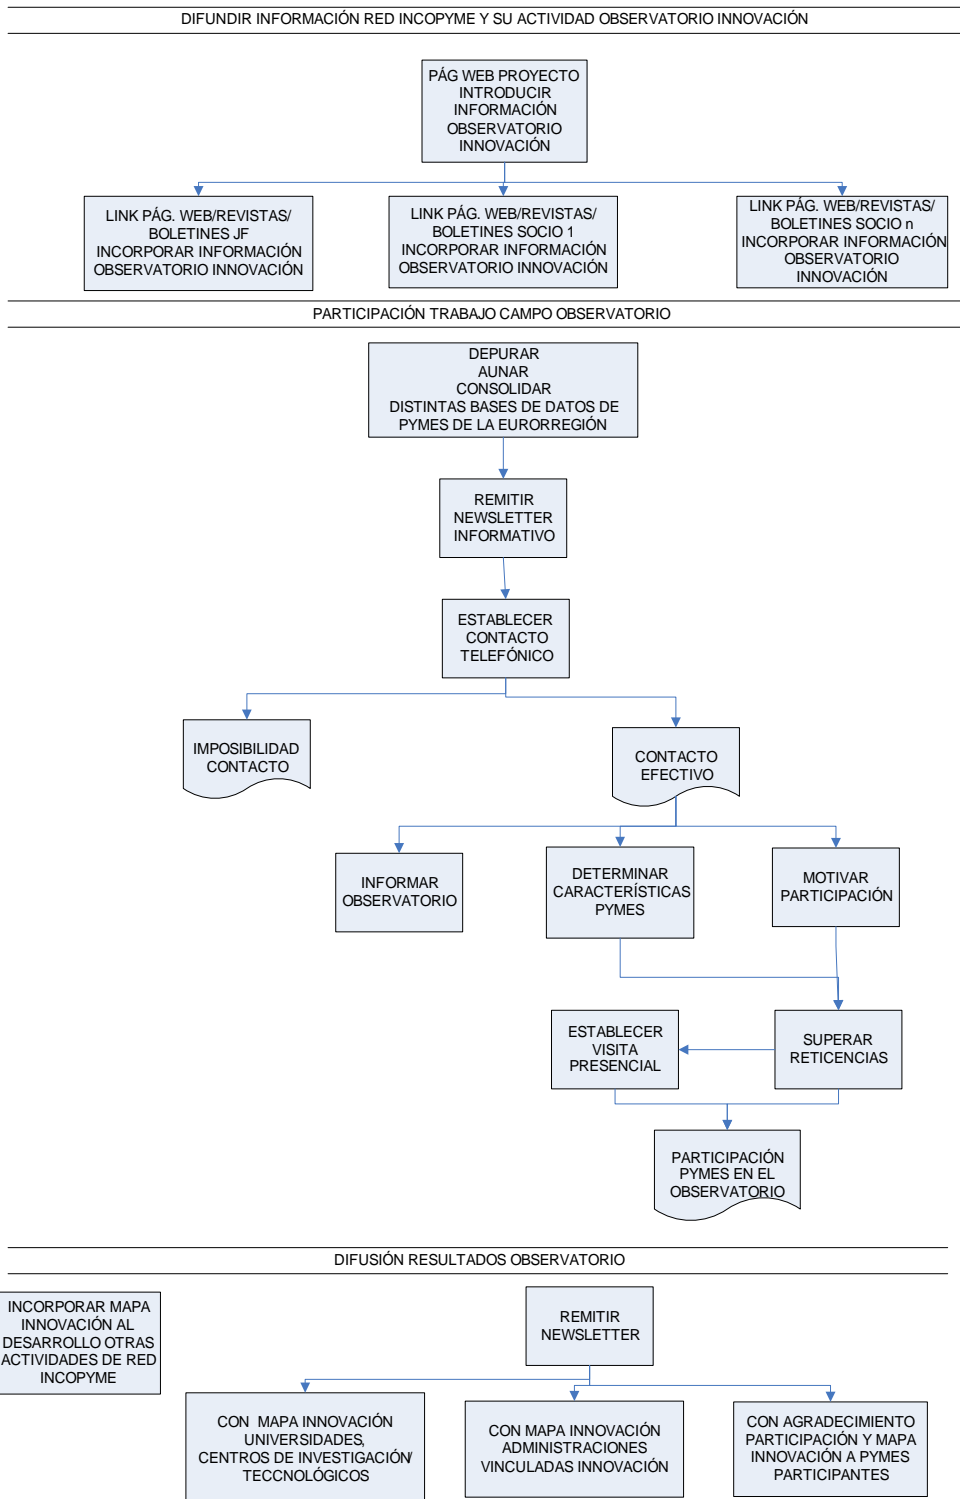 DIFUNDIR INFORMACIÓN RED INCOPYME Y SU ACTIVIDAD OBSERVATORIO INNOVACIÓN
PÁG WEB PROYECTO
INTRODUCIR
INFORMACIÓN
OBSERVATORIO
INNOVACIÓN
LINK PÁG. WEB/REVISTAS/
BOLETINES JF
INCORPORAR INFORMACIÓN
OBSERVATORIO INNOVACIÓN
LINK PÁG. WEB/REVISTAS/
BOLETINES SOCIO 1
INCORPORAR INFORMACIÓN
OBSERVATORIO INNOVACIÓN
LINK PÁG. WEB/REVISTAS/
BOLETINES SOCIO n
INCORPORAR INFORMACIÓN
OBSERVATORIO
INNOVACIÓN
PARTICIPACIÓN TRABAJO CAMPO OBSERVATORIO
DEPURAR
AUNAR
CONSOLIDAR
DISTINTAS BASES DE DATOS DE
PYMES DE LA EURORREGIÓN
REMITIR
NEWSLETTER
INFORMATIVO
ESTABLECER
CONTACTO
TELEFÓNICO
IMPOSIBILIDAD
CONTACTO
CONTACTO
EFECTIVO
INFORMAR
OBSERVATORIO
DETERMINAR
CARACTERÍSTICAS
PYMES
MOTIVAR
PARTICIPACIÓN
ESTABLECER
VISITA
PRESENCIAL
SUPERAR
RETICENCIAS
PARTICIPACIÓN
PYMES EN EL
OBSERVATORIO
DIFUSIÓN RESULTADOS OBSERVATORIO
INCORPORAR MAPA
INNOVACIÓN AL
DESARROLLO OTRAS
ACTIVIDADES DE RED
INCOPYME
REMITIR
NEWSLETTER
CON MAPA INNOVACIÓN
UNIVERSIDADES,
CENTROS DE INVESTIGACIÓN/
TECCNOLÓGICOS
CON MAPA INNOVACIÓN
ADMINISTRACIONES
VINCULADAS INNOVACIÓN
CON AGRADECIMIENTO
PARTICIPACIÓN Y MAPA
INNOVACIÓN A PYMES
PARTICIPANTES